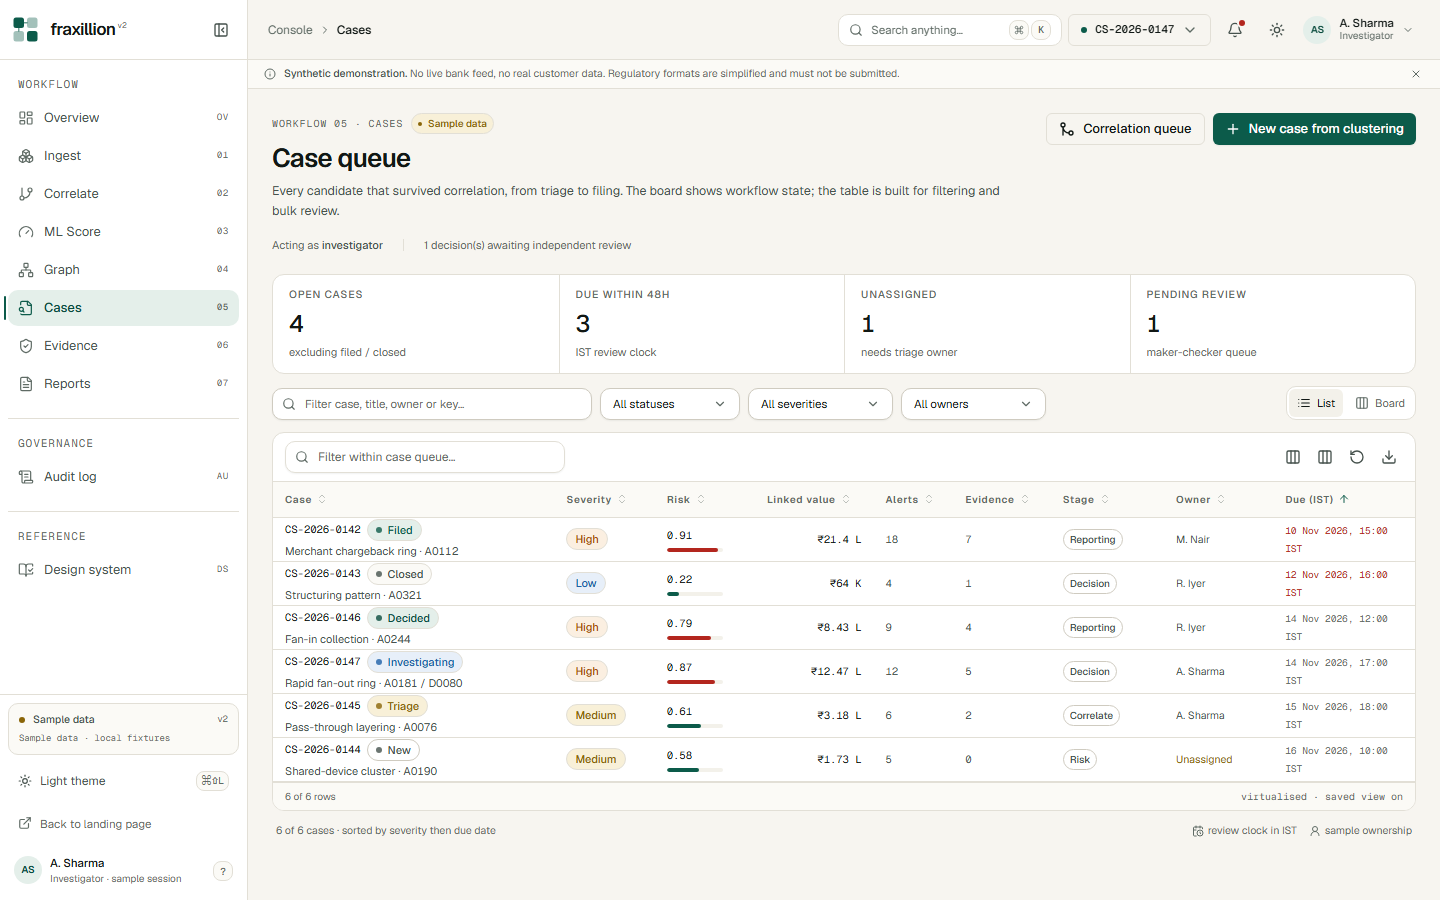 fraxillion v2
Console > Cases
Search anything... ⌘ K
CS-2026-0147
AS
A. Sharma
Investigator
Synthetic demonstration. No live bank feed, no real customer data. Regulatory formats are simplified and must not be submitted.
WORKFLOW
Overview OV
Ingest 01
Correlate 02
ML Score 03
Graph 04
Cases 05
Evidence 06
Reports 07
GOVERNANCE
Audit log AU
REFERENCE
Design system DS
Sample data v2
Sample data · local fixtures
Light theme ⌘⇧L
Back to landing page
AS
A. Sharma
Investigator · sample session
?
WORKFLOW 05 · CASES Sample data
Correlation queue
New case from clustering
Case queue
Every candidate that survived correlation, from triage to filing. The board shows workflow state; the table is built for filtering and
bulk review.
Acting as investigator 1 decision(s) awaiting independent review
OPEN CASES
4
excluding filed / closed
DUE WITHIN 48H
3
IST review clock
UNASSIGNED
1
needs triage owner
PENDING REVIEW
1
maker-checker queue
Filter case, title, owner or key... All statuses All severities All owners List Board
Filter within case queue...
Case Severity Risk Linked value Alerts Evidence Stage Owner Due (IST)
CS-2026-0142 Filed
Merchant chargeback ring · A0112
High 0.91 ₹21.4 L 18 7 Reporting M. Nair 10 Nov 2026, 15:00
IST
CS-2026-0143 Closed
Structuring pattern · A0321
Low 0.22 ₹64 K 4 1 Decision R. Iyer 12 Nov 2026, 16:00
IST
CS-2026-0146 Decided
Fan-in collection · A0244
High 0.79 ₹8.43 L 9 4 Reporting R. Iyer 14 Nov 2026, 12:00
IST
CS-2026-0147 Investigating
Rapid fan-out ring · A0181 / D0080
High 0.87 ₹12.47 L 12 5 Decision A. Sharma 14 Nov 2026, 17:00
IST
CS-2026-0145 Triage
Pass-through layering · A0076
Medium 0.61 ₹3.18 L 6 2 Correlate A. Sharma 15 Nov 2026, 18:00
IST
CS-2026-0144 New
Shared-device cluster · A0190
Medium 0.58 ₹1.73 L 5 0 Risk Unassigned 16 Nov 2026, 10:00
IST
6 of 6 rows virtualised · saved view on
6 of 6 cases · sorted by severity then due date review clock in IST sample ownership